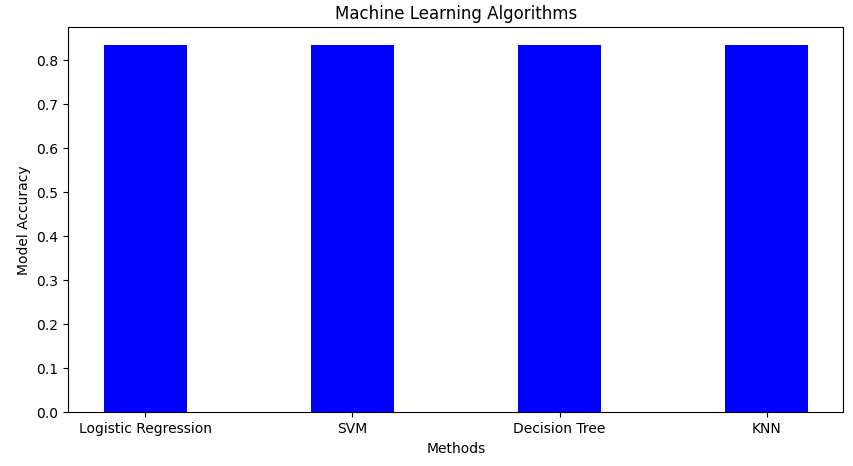 Machine Learning Algorithms
Model Accuracy
0.8
0.7
0.6
0.5
0.4
0.3
0.2
0.1
0.0
Logistic Regression SVM Decision Tree KNN
Methods